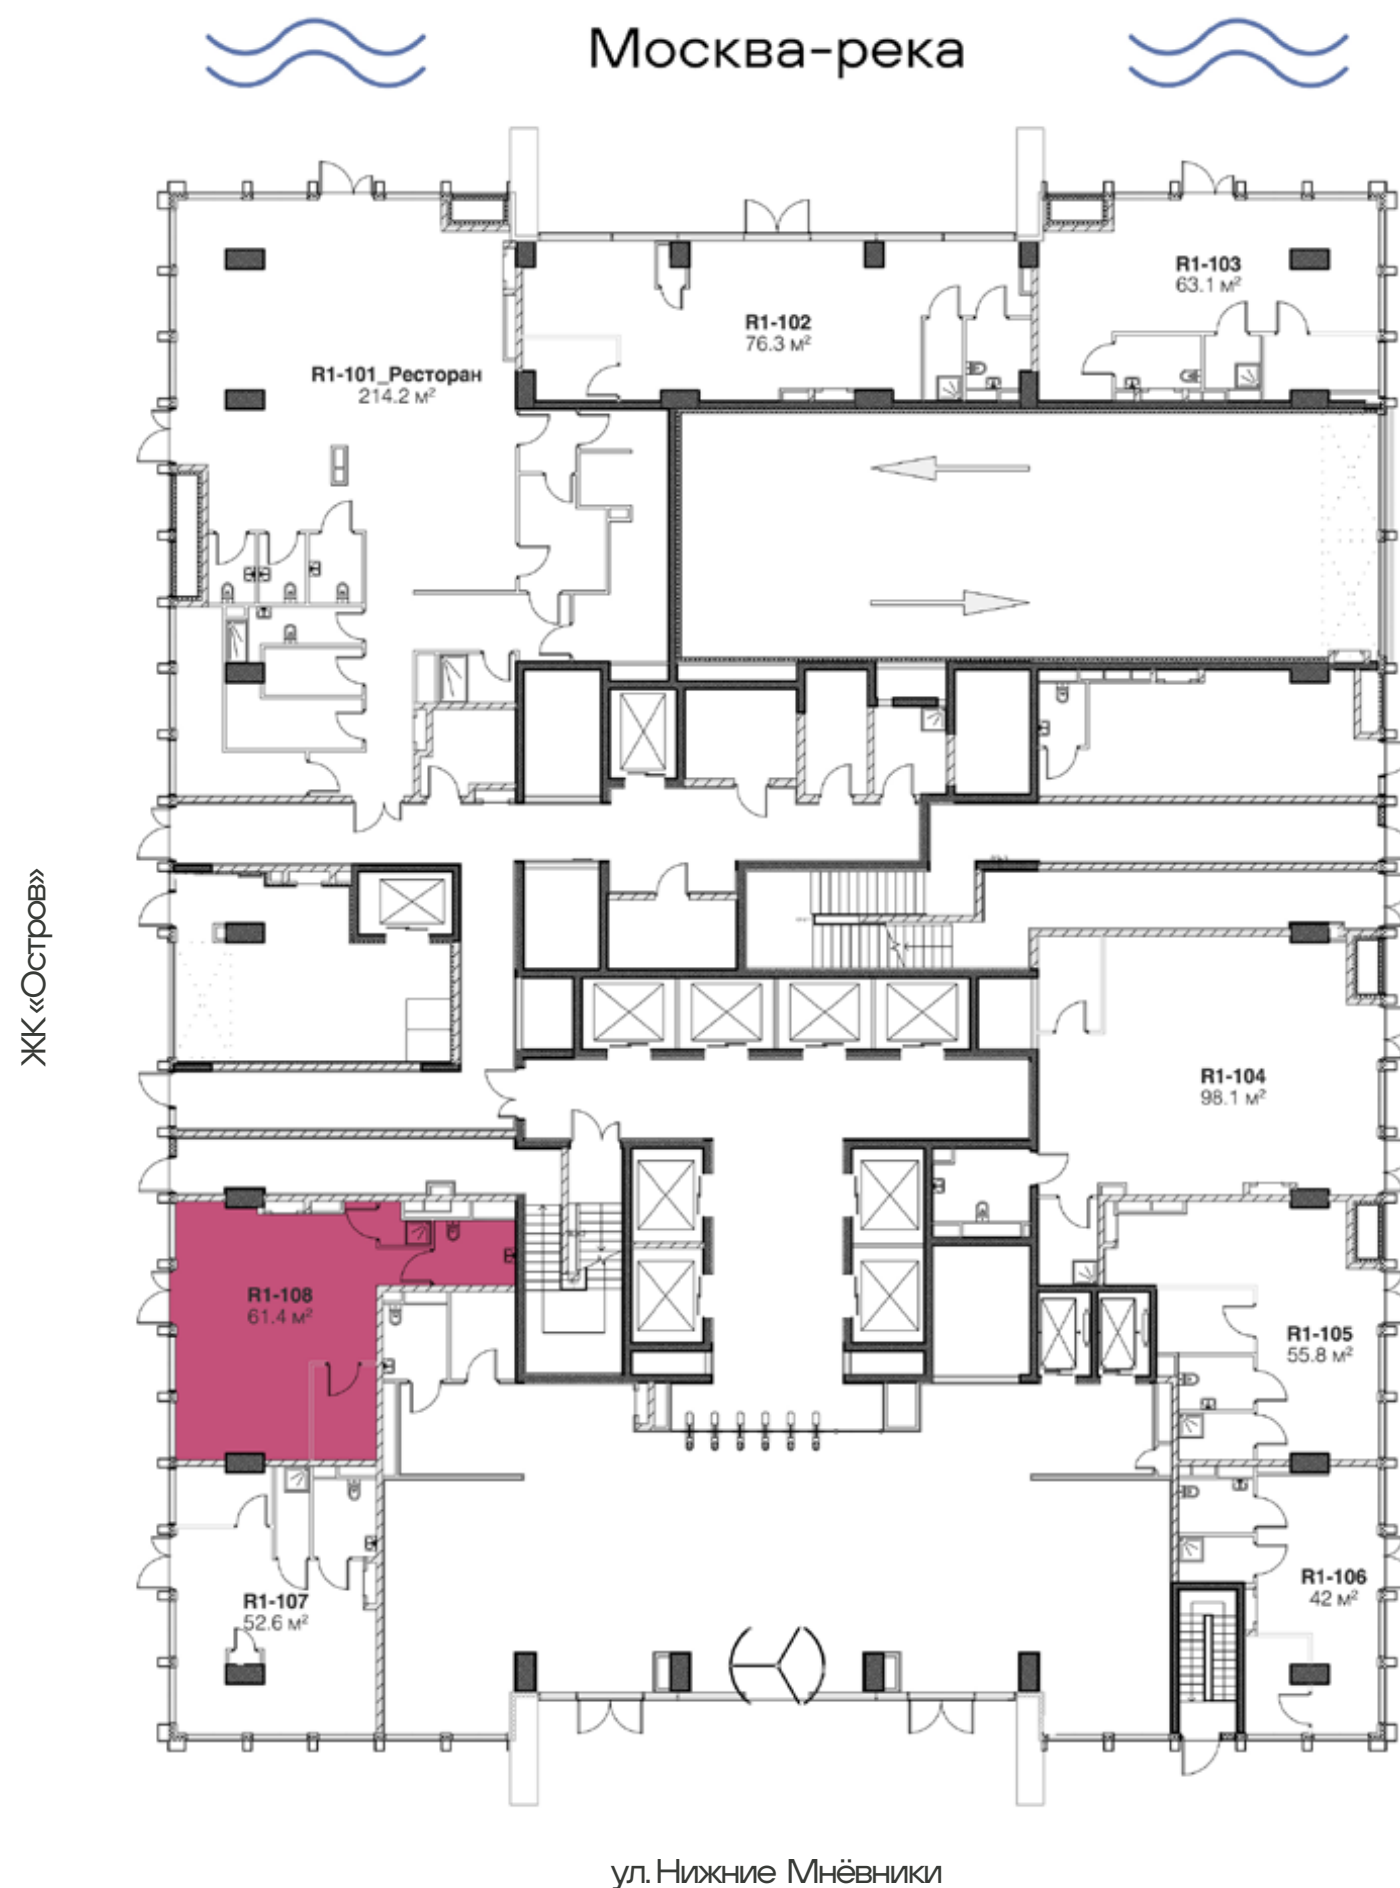 Москва-река
R1-103
63.1 м²
R1-102
76.3 м²
R1-101_Ресторан
214.2 м²
ЖК «Остров»
R1-104
98.1 м²
R1-108
61.4 м²
R1-105
55.8 м²
R1-106
42 м²
R1-107
52.6 м²
ул. Нижние Мнёвники